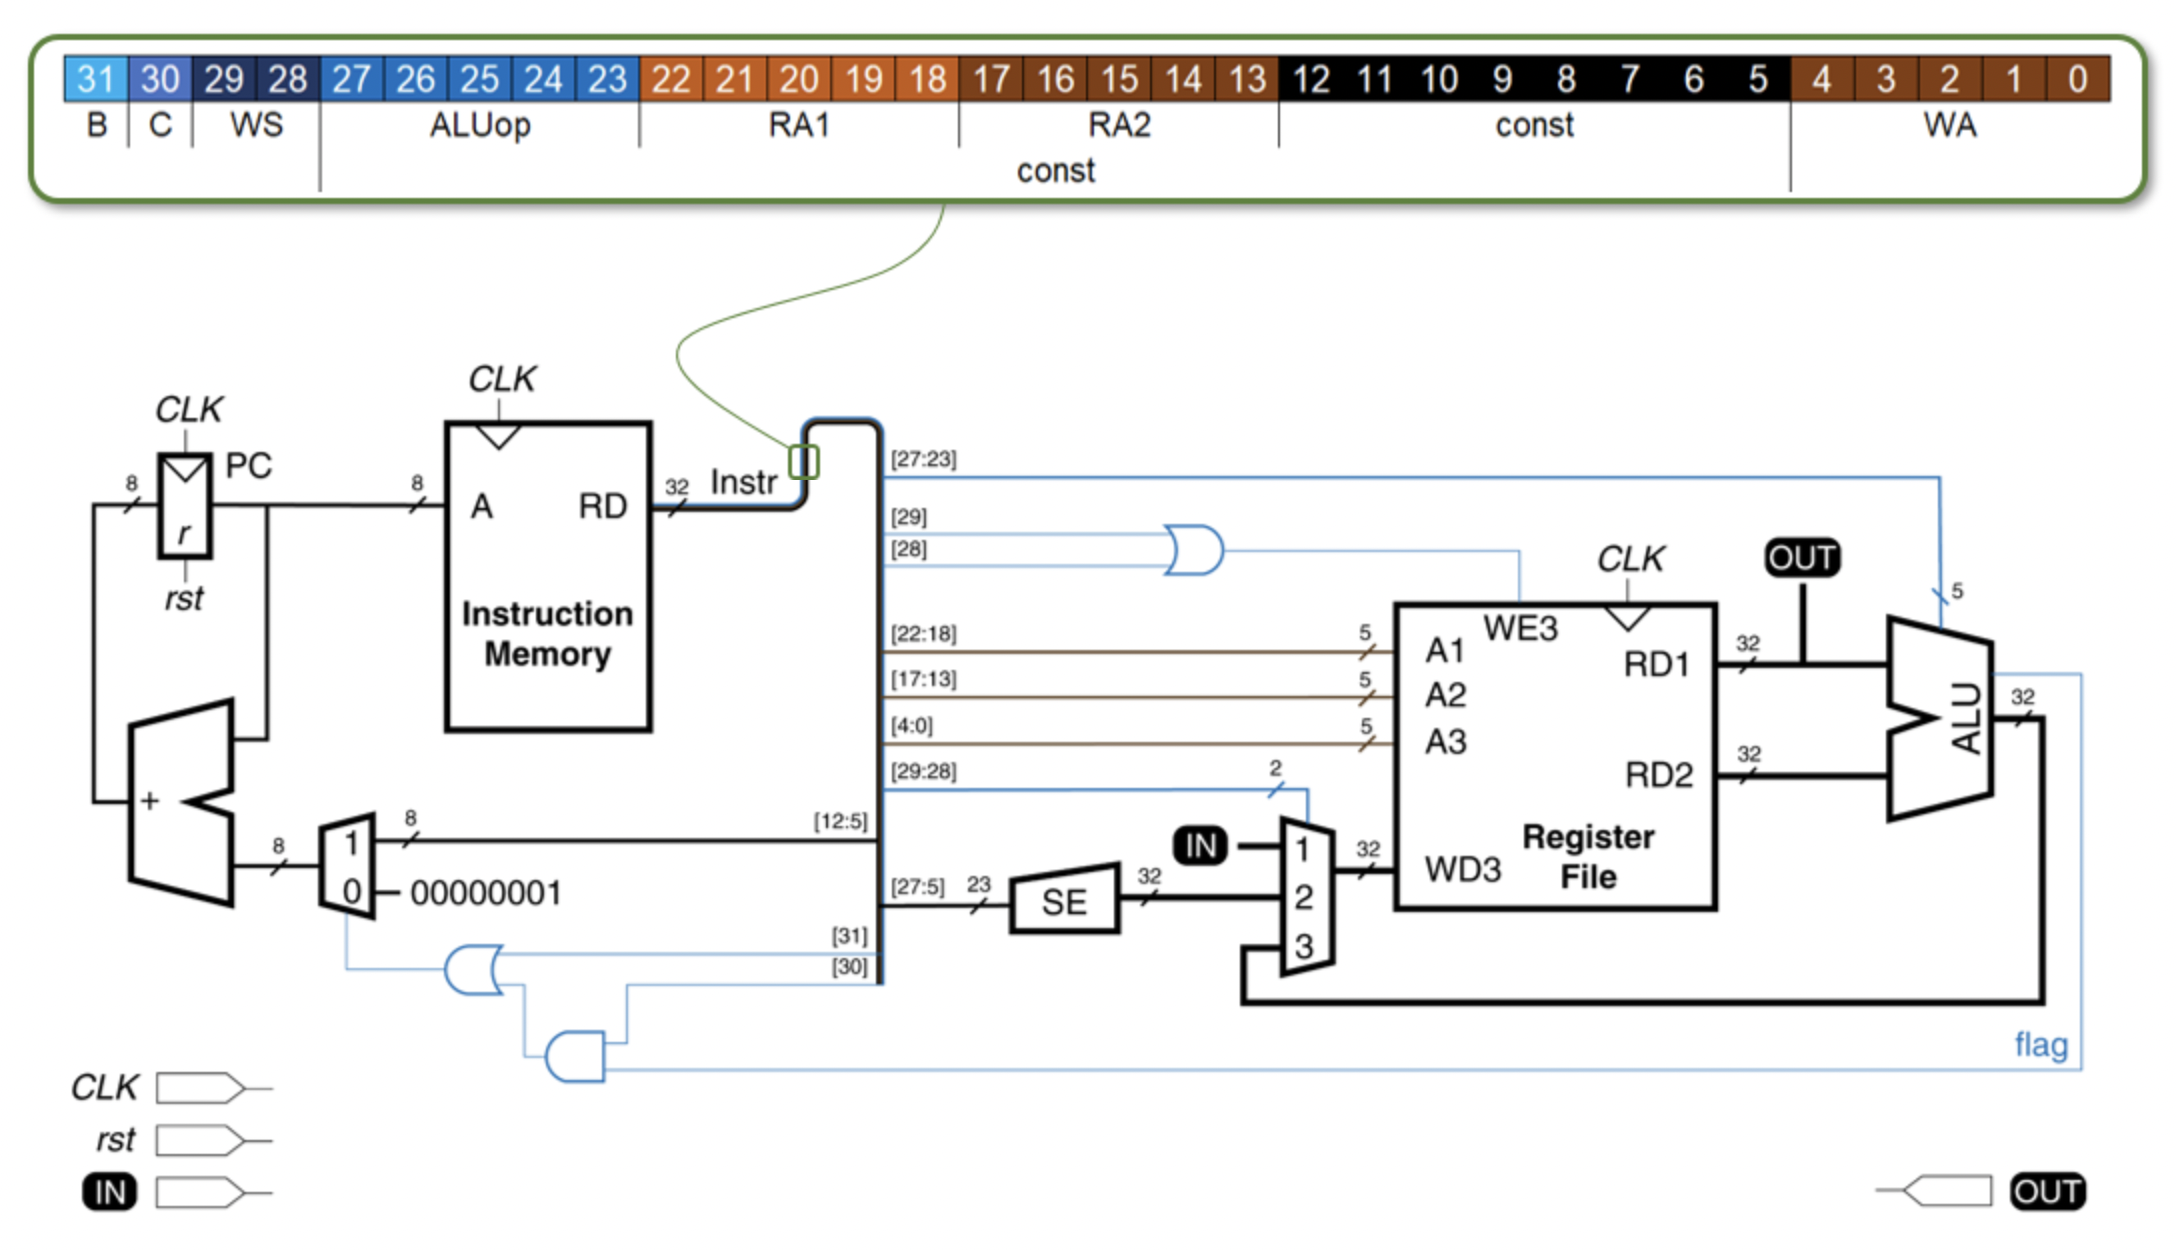 31 30 29 28 27 26 25 24 23 22 21 20 19 18 17 16 15 14 13 12 11 10 9 8 7 6 5 4 3 2 1 0
B C WS ALUop RA1 RA2 const WA
const
CLK
CLK
PC
8
8
r
rst
A
RD
32
Instr
Instruction
Memory
[27:23]
[29]
[28]
5
CLK
OUT
WE3
[22:18]
5
A1
RD1
32
[17:13]
5
A2
[4:0]
5
A3
RD2
32
ALU
32
[29:28]
2
+
8
1
8
[12:5]
0
00000001
IN
1
2
3
32
WD3
Register
File
[27:5]
23
SE
32
[31]
[30]
flag
CLK
rst
IN
OUT